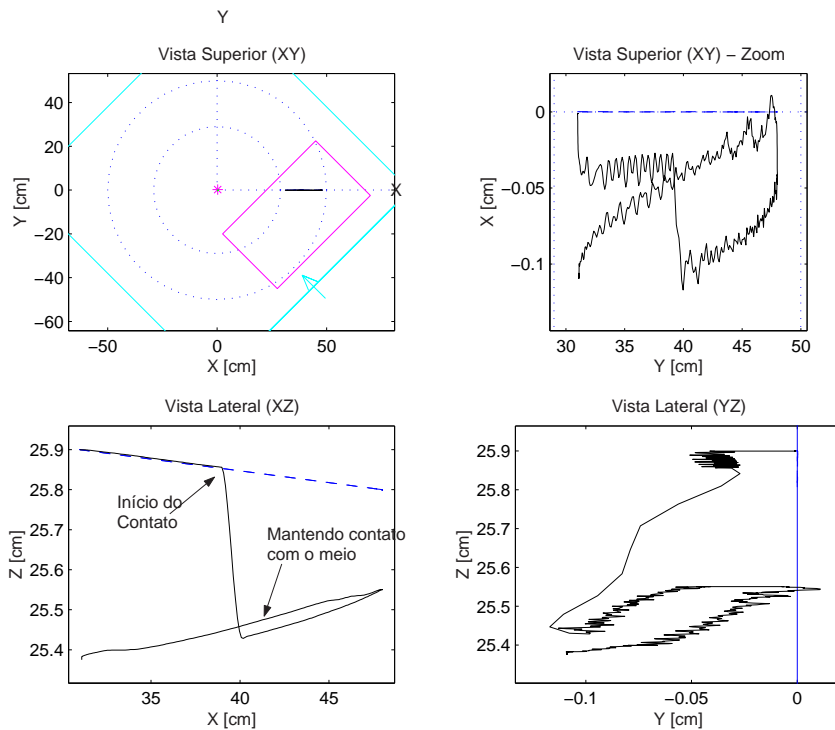 Y
Vista Superior (XY)
Vista Superior (XY) – Zoom
40
20
0
−20
−40
−60
Y [cm]
X
−50
0
50
X [cm]
0
−0.05
−0.1
X [cm]
30
35
40
45
50
Y [cm]
Vista Lateral (XZ)
Vista Lateral (YZ)
25.9
25.8
25.7
25.6
25.5
25.4
Z [cm]
Início do
Contato
Mantendo contato
com o meio
35
40
45
X [cm]
25.9
25.8
25.7
25.6
25.5
25.4
Z [cm]
−0.1
−0.05
0
Y [cm]